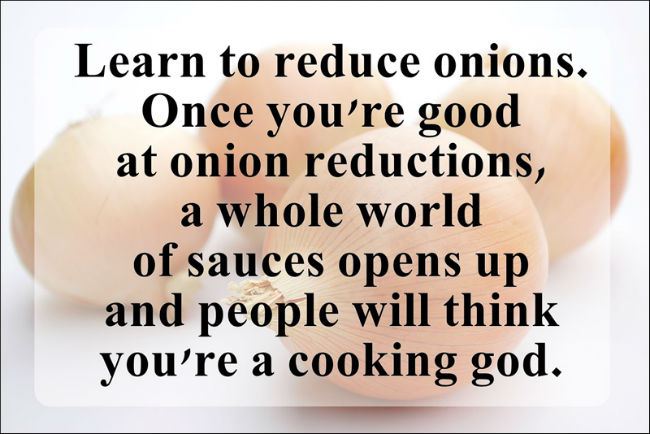 Learn to reduce onions.
Once you're good
at onion reductions,
a whole world
of sauces opens up
and people will think
you're a cooking god.